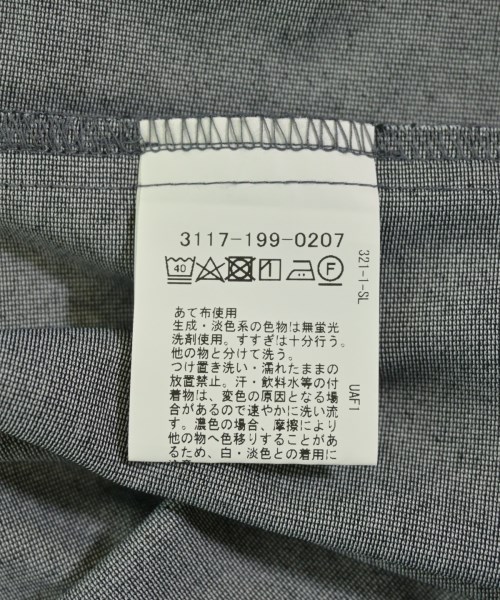 3117-199-0207
40
F
あて布使用
生成・淡色系の色物は無蛍光
洗剤使用。すすぎは十分行う。
他の物と分けて洗う。
つけ置き洗い・濡れたままの
放置禁止。汗・飲料水等の付
着物は、変色の原因となる場
合があるので速やかに洗い流
す。濃色の場合、摩擦により
他の物へ色移りすることがあ
るため、白・淡色との着用に
321-1-SL
UAF1